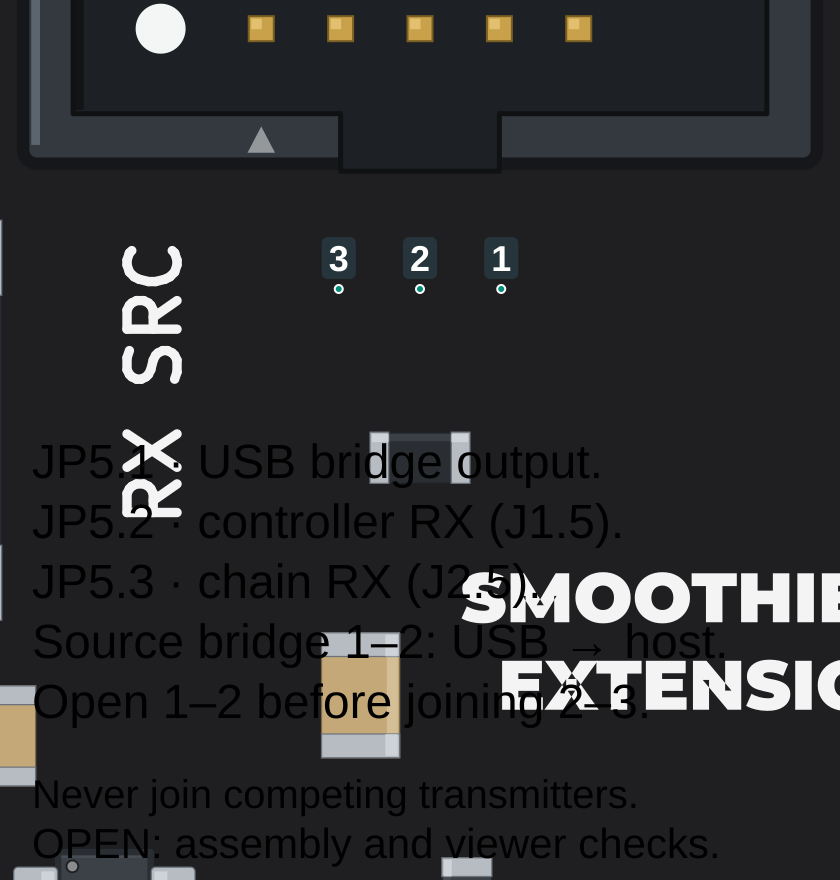 3 2 1
RX SRC
JP5.1 · USB bridge output.
JP5.2 · controller RX (J1.5).
JP5.3 · chain RX (J2.5).
SMOOTHIE
Source bridge 1–2: USB → host.
EXTENSIO
Open 1–2 before joining 2–3.
Never join competing transmitters.
OPEN: assembly and viewer checks.